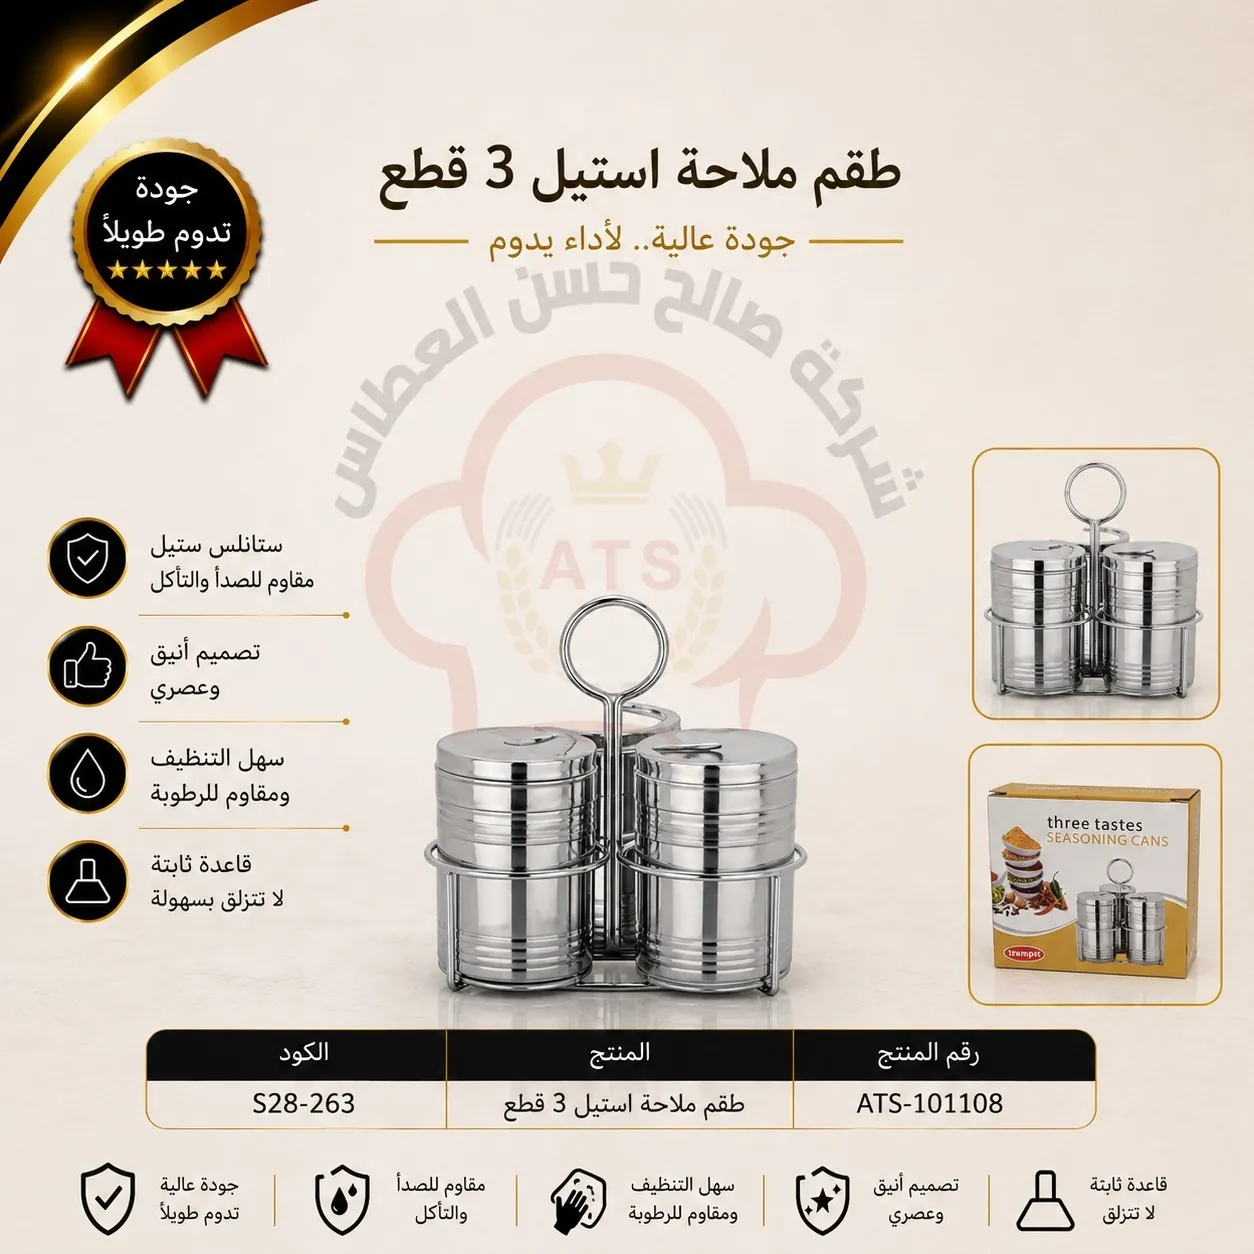 طقم ملاحة استيل 3 قطع
جودة عالية.. لأداء يدوم
جودة
تدوم طويلاً
شركة صالح حسن العطاس
ATS
ستانلس ستيل
مقاوم للصدأ والتآكل
تصميم أنيق
وعصري
سهل التنظيف
ومقاوم للرطوبة
قاعدة ثابتة
لا تتزلق بسهولة
three tastes
SEASONING CANS
trempet
رقم المنتج المنتج الكود
ATS-101108 طقم ملاحة استيل 3 قطع S28-263
قاعدة ثابتة
لا تتزلق
تصميم أنيق
وعصري
سهل التنظيف
ومقاوم للرطوبة
مقاوم للصدأ
والتآكل
جودة عالية
تدوم طويلاً